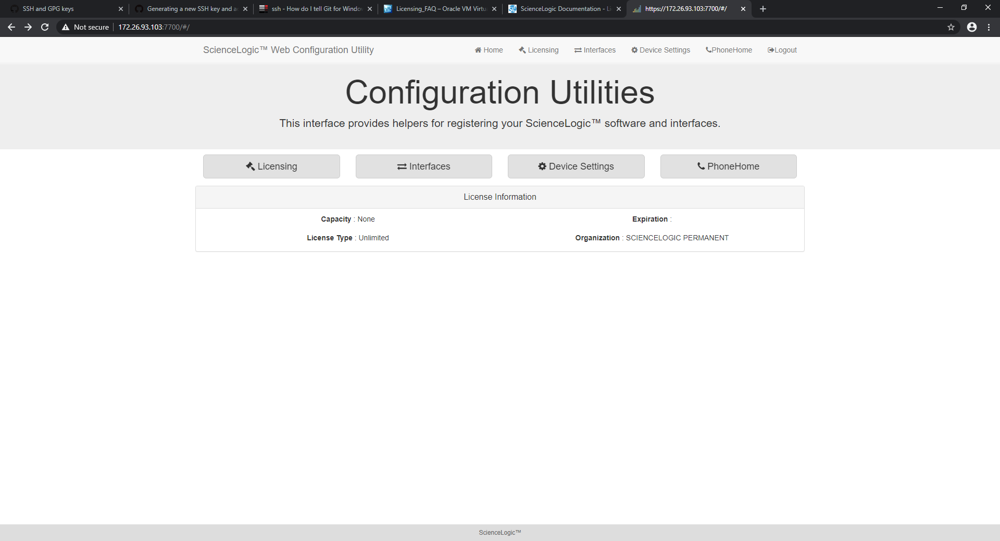 SSH and GPG keys
Generating a new SSH key and a
ssh - How do I tell Git for Windo
Licensing_FAQ – Oracle VM Virtu
ScienceLogic Documentation - Li
https://172.26.93.103:7700/#/
Not secure
172.26.93.103:7700/#/
ScienceLogic™ Web Configuration Utility
Home
Licensing
Interfaces
Device Settings
PhoneHome
Logout
Configuration Utilities
This interface provides helpers for registering your ScienceLogic™ software and interfaces.
Licensing
Interfaces
Device Settings
PhoneHome
License Information
Capacity : None
Expiration :
License Type : Unlimited
Organization : SCIENCELOGIC PERMANENT
ScienceLogic™